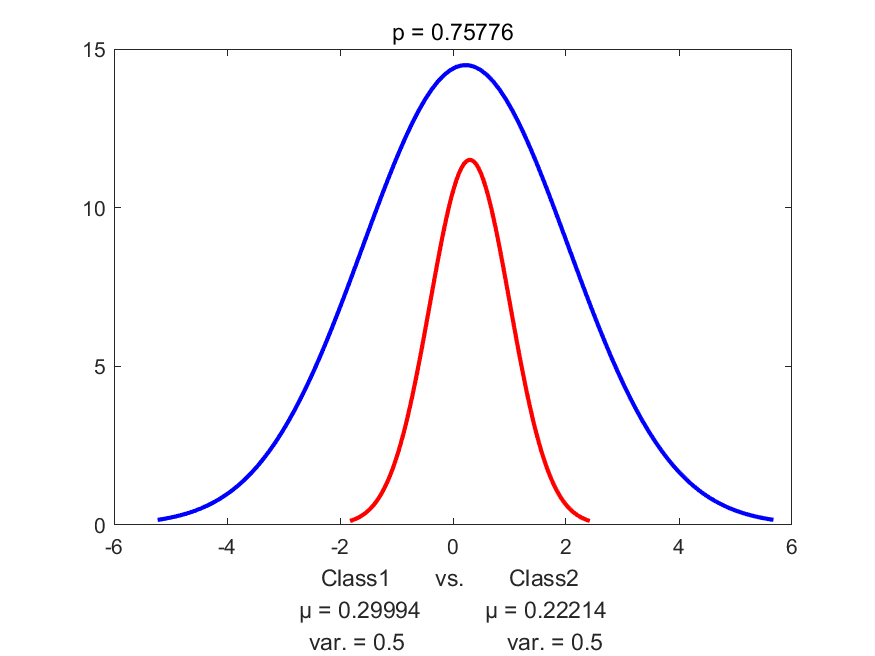 p = 0.75776
15
10
5
0
-6 -4 -2 0 2 4 6
Class1 vs. Class2
μ = 0.29994 μ = 0.22214
var. = 0.5 var. = 0.5